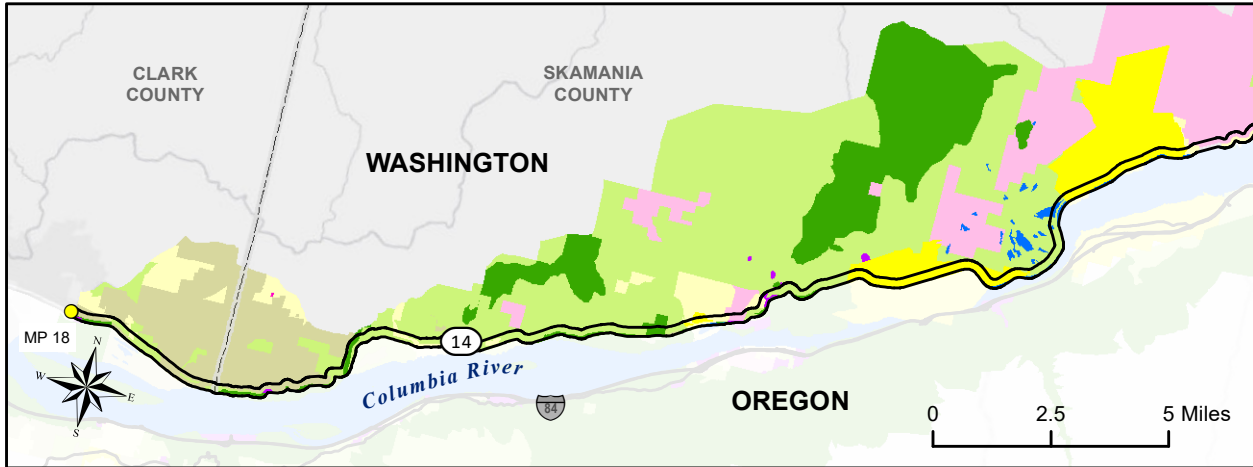 CLARK
COUNTY
SKAMANIA
COUNTY
WASHINGTON
MP 18
14
N
W
E
S
Columbia River
84
OREGON
0 2.5 5 Miles